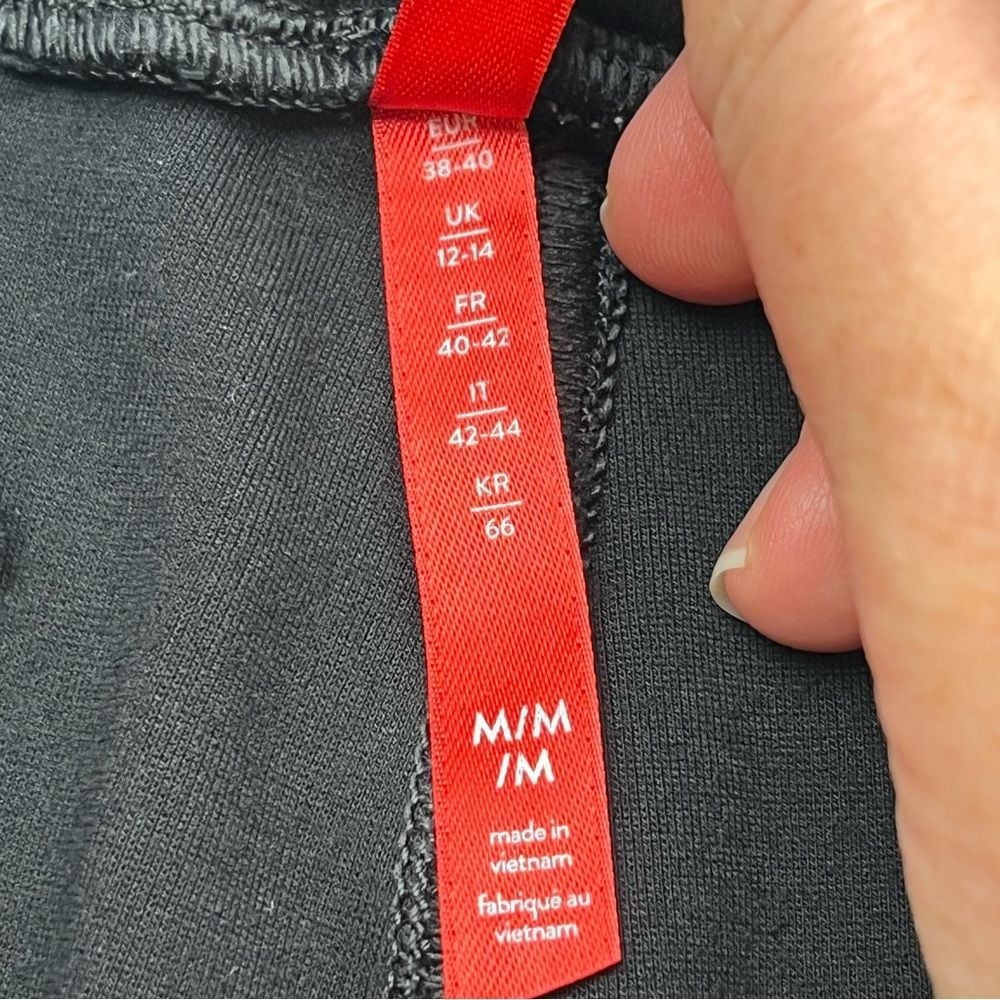 EUR
38-40
UK
12-14
FR
40-42
IT
42-44
KR
66
M/M
/M
made in
vietnam
fabriqué au
vietnam